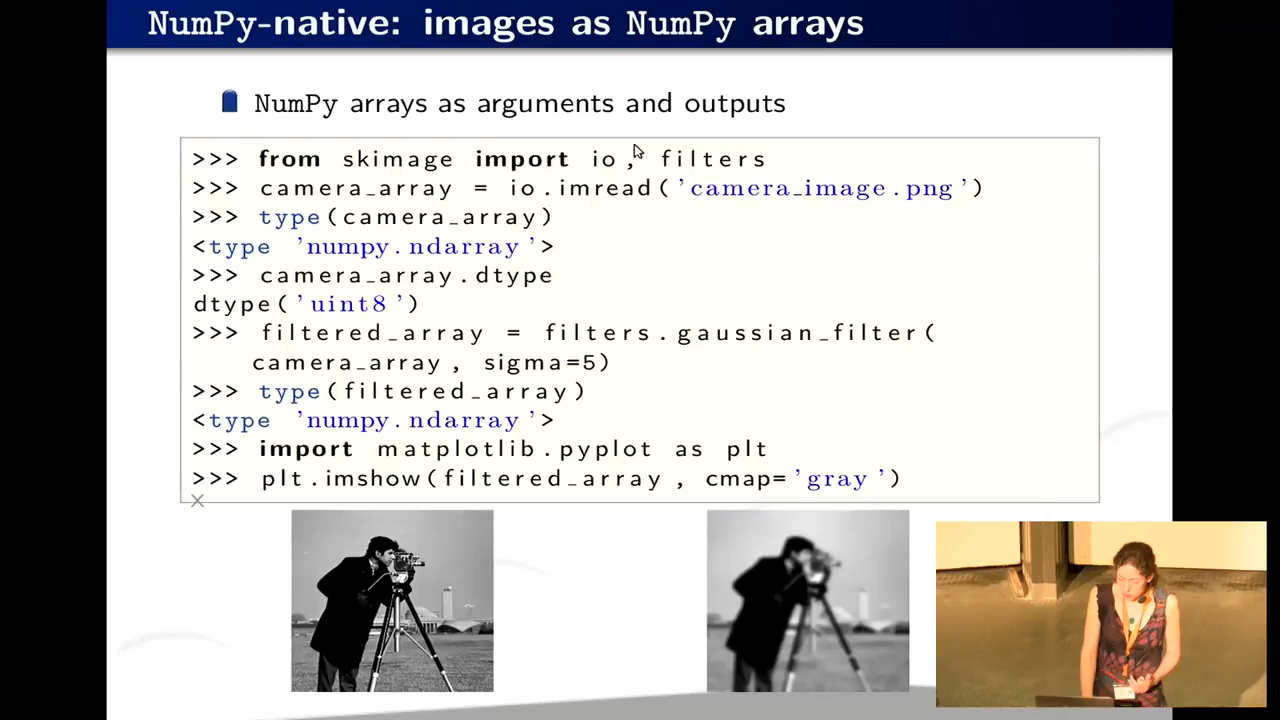 NumPy-native: images as NumPy arrays
NumPy arrays as arguments and outputs
>>> from skimage import io, filters
>>> camera_array = io.imread('camera_image.png')
>>> type(camera_array)
<type 'numpy.ndarray'>
>>> camera_array.dtype
dtype('uint8')
>>> filtered_array = filters.gaussian_filter(
camera_array, sigma=5)
>>> type(filtered_array)
<type 'numpy.ndarray'>
>>> import matplotlib.pyplot as plt
>>> plt.imshow(filtered_array, cmap='gray')